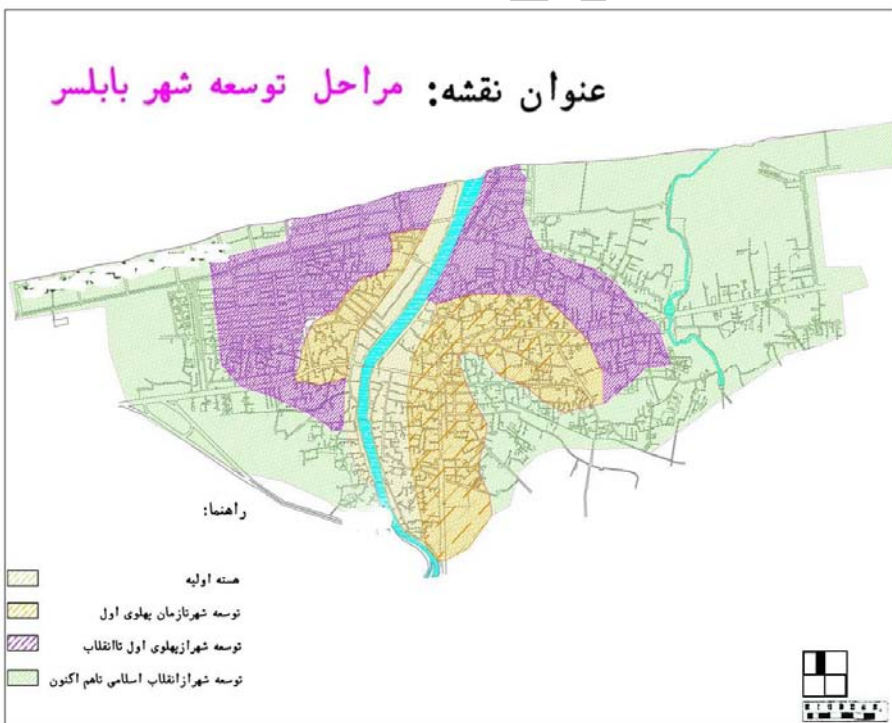 عنوان نقشه: مراحل توسعه شهر بابلسر
راهنما:
هسته اولیه
توسعه شهرتازمان پهلوی اول
توسعه شهرازپهلوی اول تاانقلاب
توسعه شهرازانقلاب اسلامی تاهم اکنون